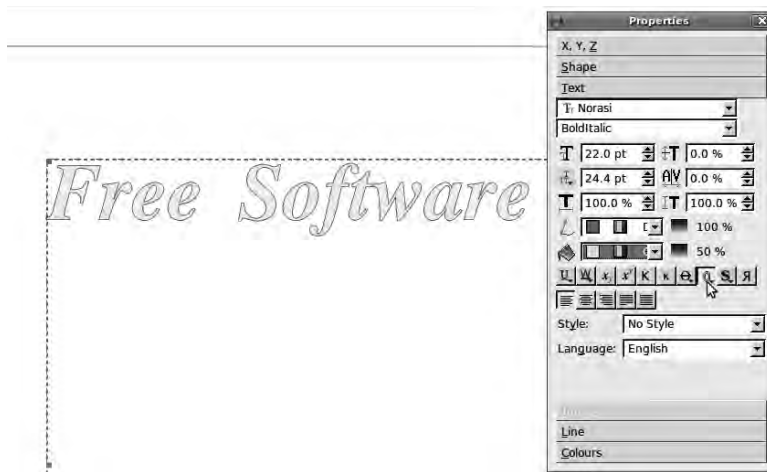 Properties
X, Y, Z
Shape
Text
Norasi
BoldItalic
22.0 pt 0.0 %
24.4 pt 0.0 %
100.0 % 100.0 %
100 %
50 %
Style: No Style
Language: English
Line
Colours
Free Software